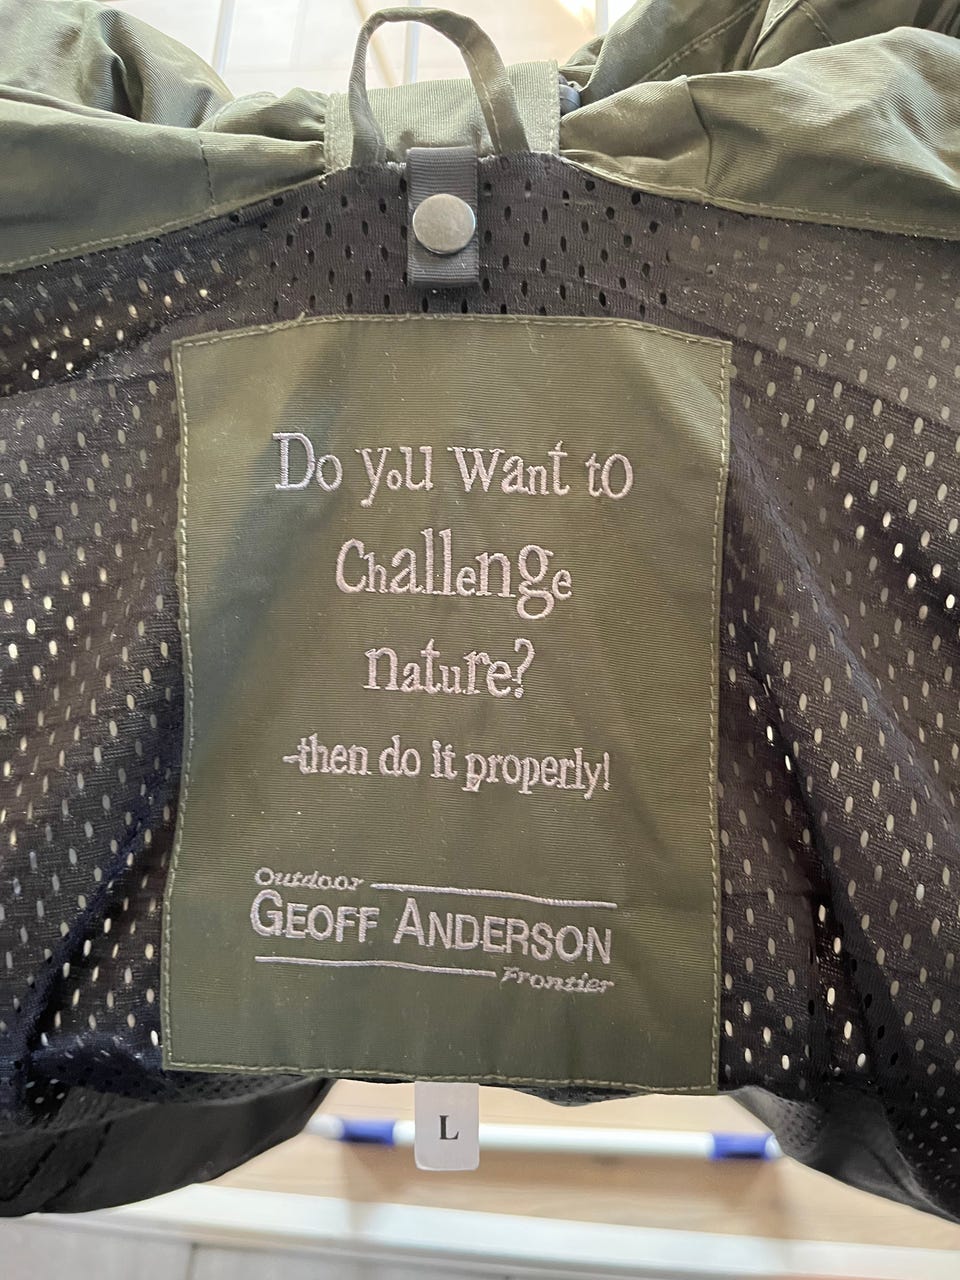 Do you want to
Challenge
nature?
-then do it properly!
Outdoor
GEOFF ANDERSON
Frontier
L